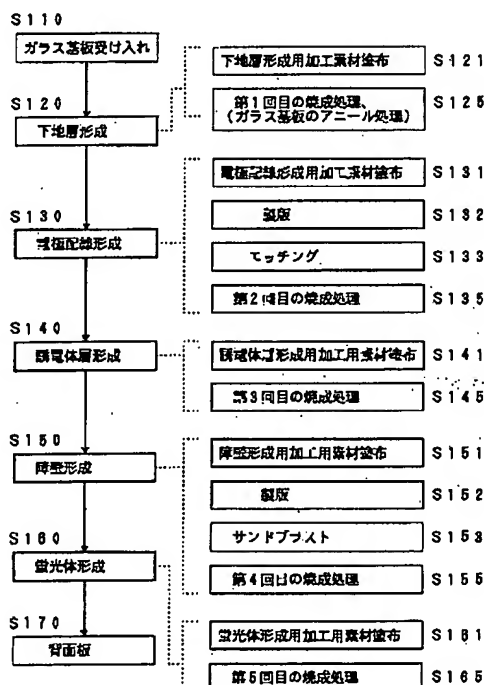 S110
ガラス基板受け入れ
S120
下地層形成
S130
電極配線形成
S140
誘電体層形成
S150
障壁形成
S160
蛍光体形成
S170
背面板
下地層形成用加工素材塗布 S121
第1回目の焼成処理、
(ガラス基板のアニール処理) S125
電極配線形成用加工素材塗布 S131
製版 S132
エッチング S133
第2回目の焼成処理 S135
誘電体層形成用加工用素材塗布 S141
第3回目の焼成処理 S145
障壁形成用加工用素材塗布 S151
製版 S152
サンドブラスト S153
第4回目の焼成処理 S155
蛍光体形成用加工用素材塗布 S161
第5回目の焼成処理 S165